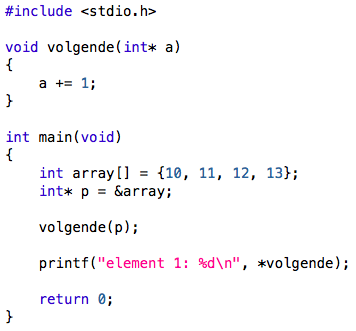 #include <stdio.h>

void volgende(int* a)
{
    a += 1;
}

int main(void)
{
    int array[] = {10, 11, 12, 13};
    int* p = &array;

    volgende(p);

    printf("element 1: %d\n", *volgende);

    return 0;
}